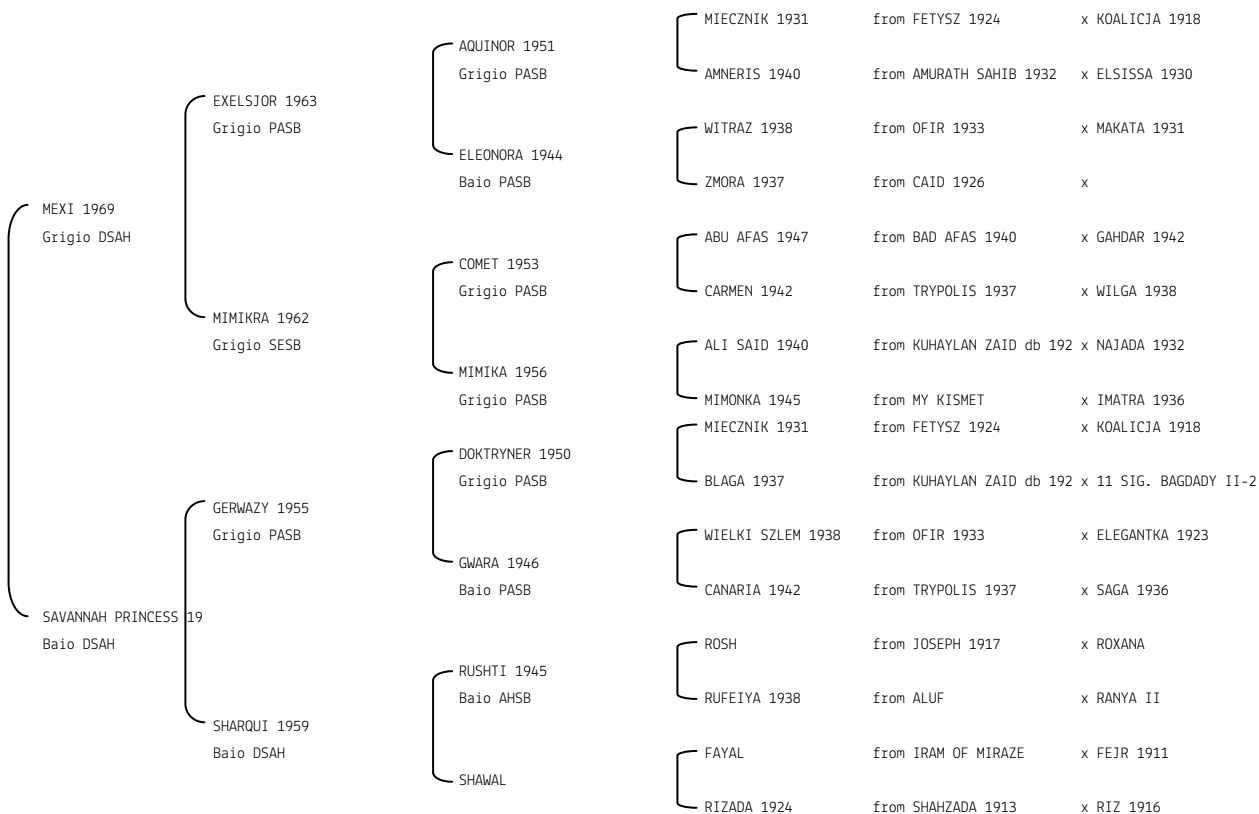 MIECZNIK 1931 from FETYSZ 1924 x KOALICJA 1918
AQUINOR 1951
Grigio PASB AMNERIS 1940 from AMURATH SAHIB 1932 x ELSISSA 1930
EXELSJOR 1963
Grigio PASB WITRAZ 1938 from OFIR 1933 x MAKATA 1931
ELEONORA 1944
Baio PASB ZMORA 1937 from CAID 1926 x
MEXI 1969
Grigio DSAH ABU AFAS 1947 from BAD AFAS 1940 x GAHDAR 1942
COMET 1953
Grigio PASB CARMEN 1942 from TRYPOLIS 1937 x WILGA 1938
MIMIKRA 1962
Grigio SESB ALI SAID 1940 from KUHAYLAN ZAID db 192 x NAJADA 1932
MIMIKA 1956
Grigio PASB MIMONKA 1945 from MY KISMET x IMATRA 1936
MIECZNIK 1931 from FETYSZ 1924 x KOALICJA 1918
DOKTRYNER 1950
Grigio PASB BLAGA 1937 from KUHAYLAN ZAID db 192 x 11 SIG. BAGDADY II-2
GERWAZY 1955
Grigio PASB WIELKI SZLEM 1938 from OFIR 1933 x ELEGANTKA 1923
GWARA 1946
Baio PASB CANARIA 1942 from TRYPOLIS 1937 x SAGA 1936
SAVANNAH PRINCESS 19
Baio DSAH ROSH from JOSEPH 1917 x ROXANA
RUSHTI 1945
Baio AHSB RUFEIYA 1938 from ALUF x RANYA II
SHARQUI 1959
Baio DSAH FAYAL from IRAM OF MIRAZE x FEJR 1911
SHAWAL
RIZADA 1924 from SHAHZADA 1913 x RIZ 1916